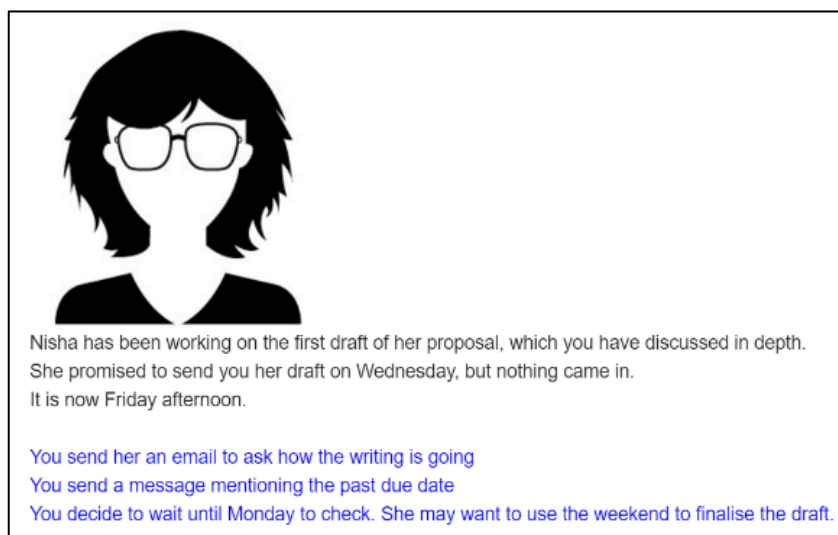 Nisha has been working on the first draft of her proposal, which you have discussed in depth.
She promised to send you her draft on Wednesday, but nothing came in.
It is now Friday afternoon.
You send her an email to ask how the writing is going
You send a message mentioning the past due date
You decide to wait until Monday to check. She may want to use the weekend to finalise the draft.